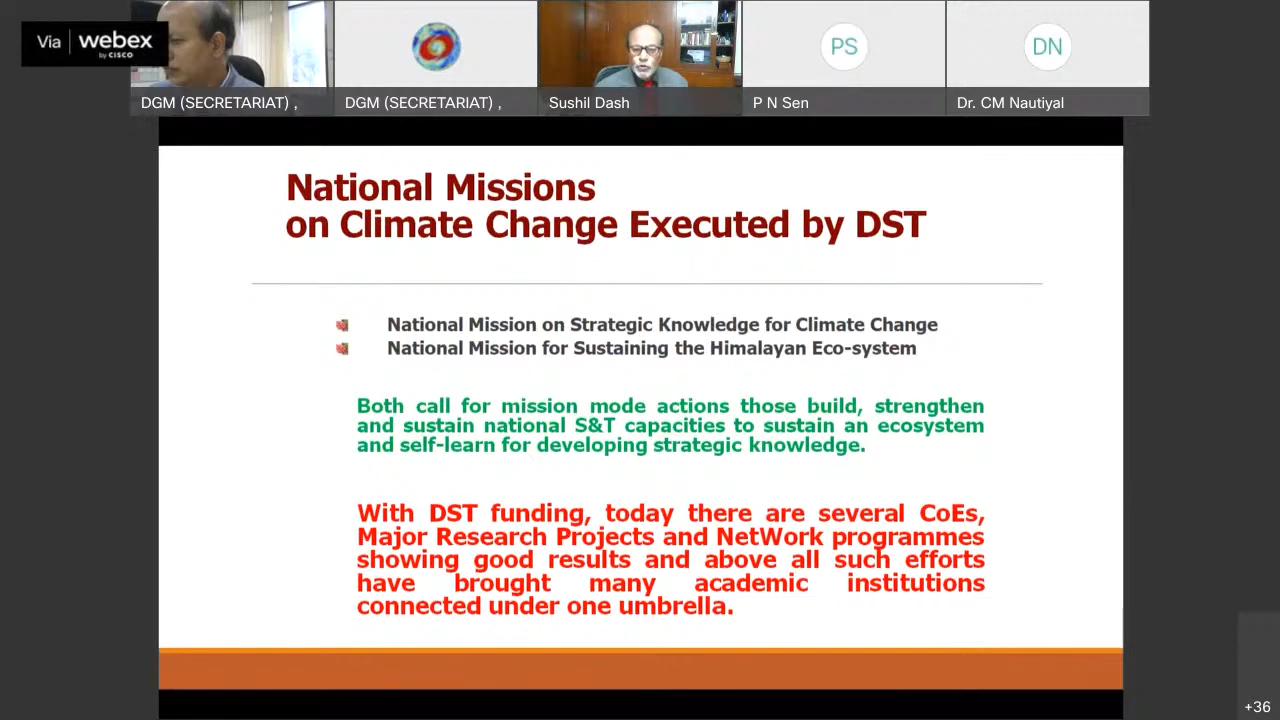 Via webex
by CISCO
DGM (SECRETARIAT) ,
DGM (SECRETARIAT) ,
Sushil Dash
PS
P N Sen
DN
Dr. CM Nautiyal
National Missions
on Climate Change Executed by DST
National Mission on Strategic Knowledge for Climate Change
National Mission for Sustaining the Himalayan Eco-system
Both call for mission mode actions those build, strengthen
and sustain national S&T capacities to sustain an ecosystem
and self-learn for developing strategic knowledge.
With DST funding, today there are several CoEs,
Major Research Projects and NetWork programmes
showing good results and above all such efforts
have brought many academic institutions
connected under one umbrella.
+36